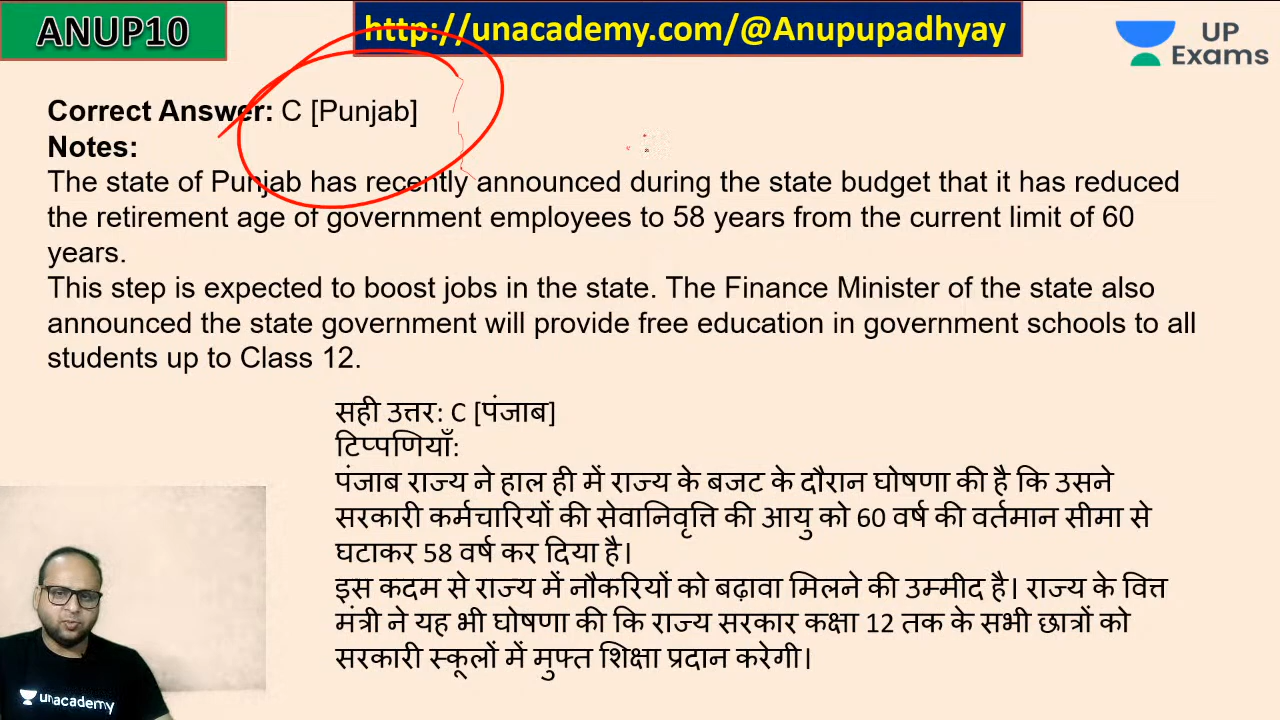 ANUP10
http://unacademy.com/@Anupupadhyay
UP
Exams
Correct Answer: C [Punjab]
Notes:
The state of Punjab has recently announced during the state budget that it has reduced
the retirement age of government employees to 58 years from the current limit of 60
years.
This step is expected to boost jobs in the state. The Finance Minister of the state also
announced the state government will provide free education in government schools to all
students up to Class 12.
सही उत्तर: C [पंजाब]
टिप्पणियाँ:
पंजाब राज्य ने हाल ही में राज्य के बजट के दौरान घोषणा की है कि उसने
सरकारी कर्मचारियों की सेवानिवृत्ति की आयु को 60 वर्ष की वर्तमान सीमा से
घटाकर 58 वर्ष कर दिया है।
इस कदम से राज्य में नौकरियों को बढ़ावा मिलने की उम्मीद है। राज्य के वित्त
मंत्री ने यह भी घोषणा की कि राज्य सरकार कक्षा 12 तक के सभी छात्रों को
सरकारी स्कूलों में मुफ्त शिक्षा प्रदान करेगी।
unacademy